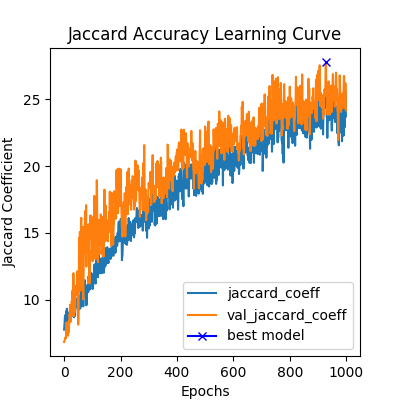 Jaccard Accuracy Learning Curve
Jaccard Coeffficient
25
20
15
10
jaccard_coeff
val_jaccard_coeff
best model
0
200
400
600
800
1000
Epochs